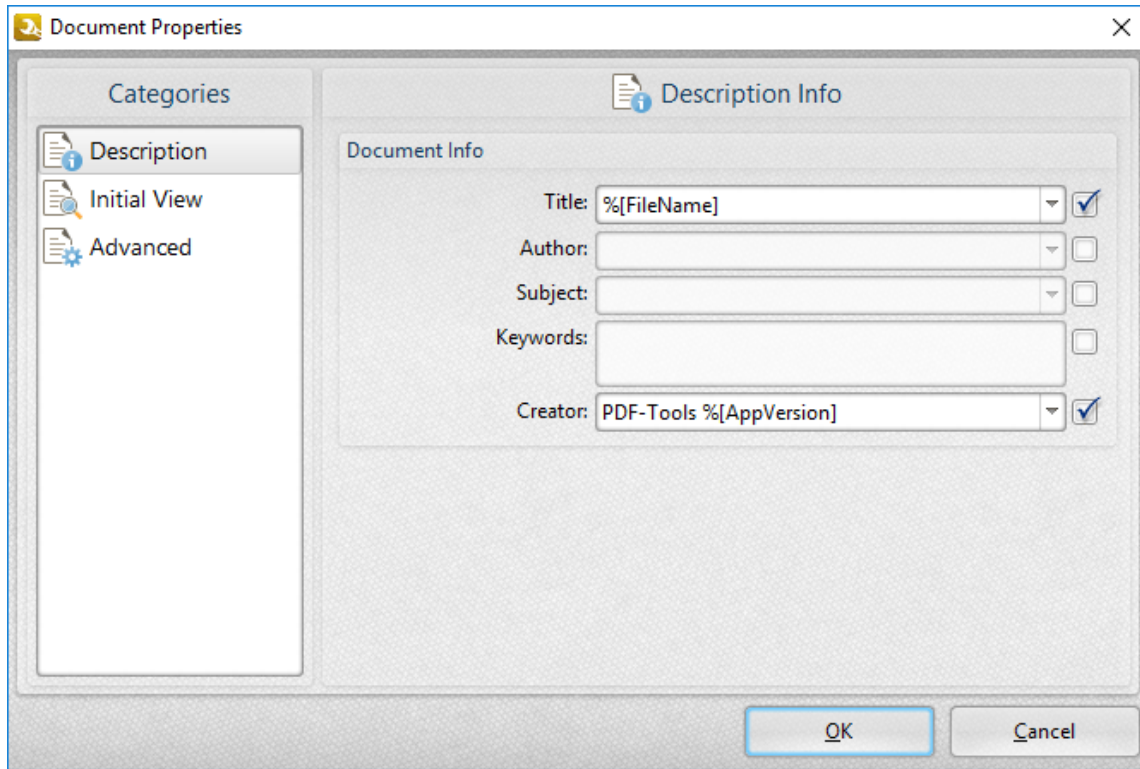 Document Properties
Categories
Description
Initial View
Advanced
Description Info
Document Info
Title: %[FileName]
Author:
Subject:
Keywords:
Creator: PDF-Tools %[AppVersion]
OK
Cancel